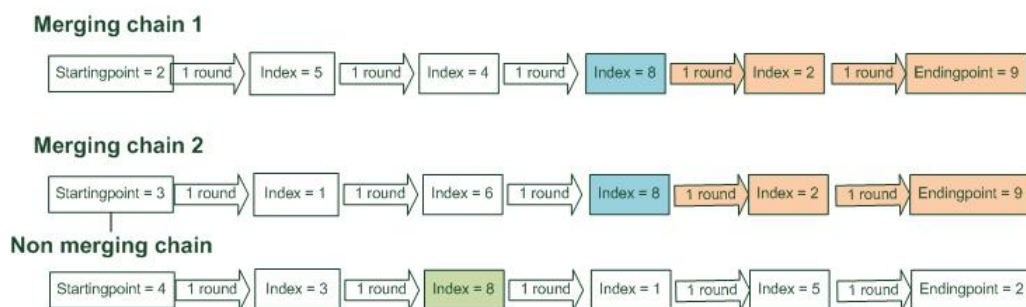 Merging chain 1
Startingpoint = 2 1 round Index = 5 1 round Index = 4 1 round Index = 8 1 round Index = 2 1 round Endingpoint = 9
Merging chain 2
Startingpoint = 3 1 round Index = 1 1 round Index = 6 1 round Index = 8 1 round Index = 2 1 round Endingpoint = 9
Non merging chain
Startingpoint = 4 1 round Index = 3 1 round Index = 8 1 round Index = 1 1 round Index = 5 1 round Endingpoint = 2